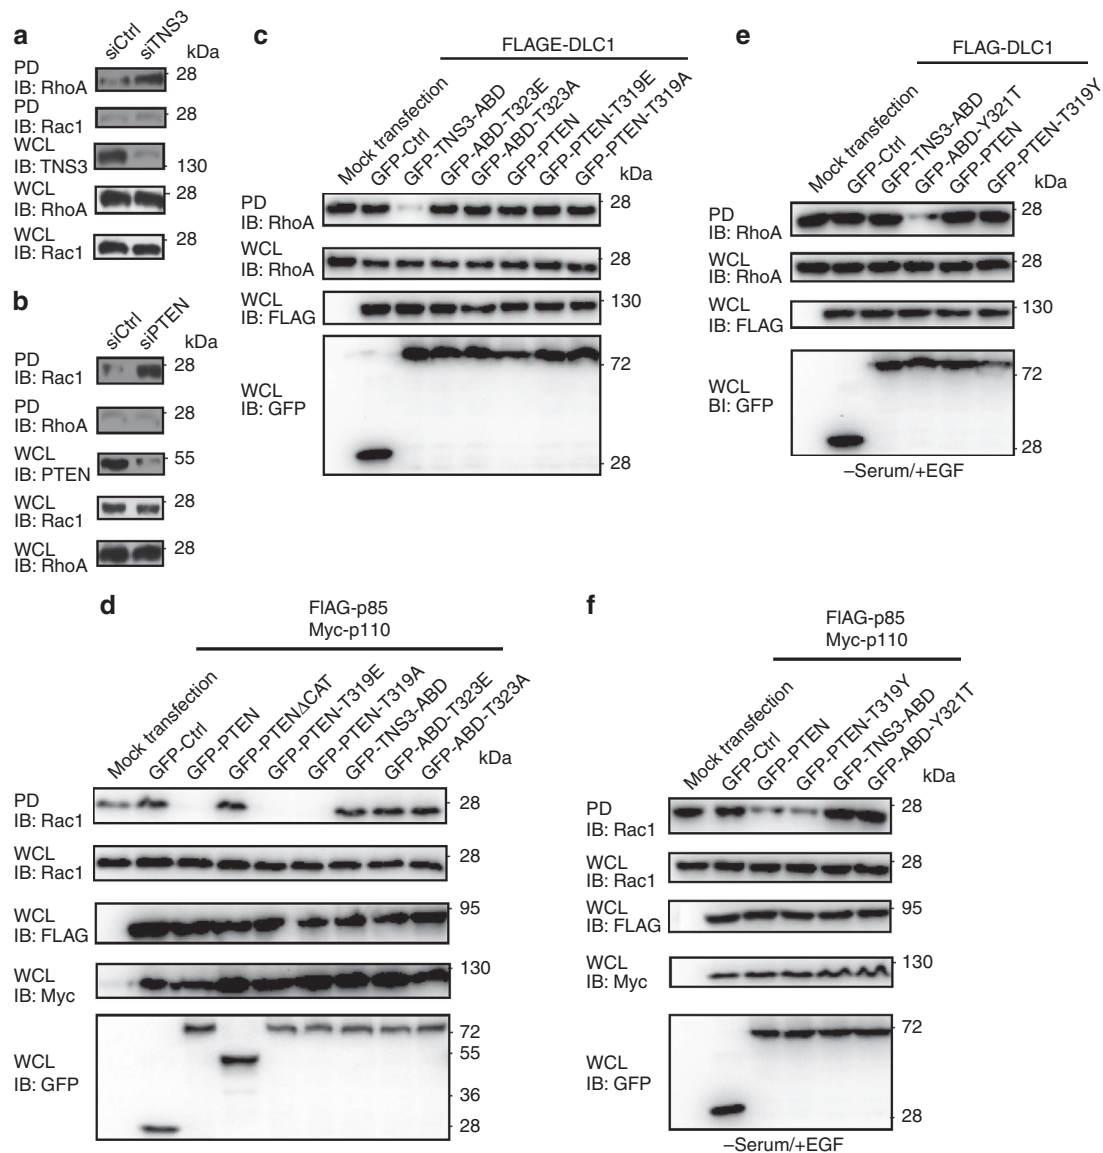 a
siCtrl
siTNS3
kDa
PD
IB: RhoA
28
PD
IB: Rac1
28
WCL
IB: TNS3
130
WCL
IB: RhoA
28
WCL
IB: Rac1
28
b
siCtrl
siPTEN
kDa
PD
IB: Rac1
28
PD
IB: RhoA
28
WCL
IB: PTEN
55
WCL
IB: Rac1
28
WCL
IB: RhoA
28
c
FLAGE-DLC1
Mock transfection
GFP-Ctrl
GFP-TNS3-ABD
GFP-ABD-T323E
GFP-ABD-T323A
GFP-PTEN
GFP-PTEN-T319E
GFP-PTEN-T319A
kDa
PD
IB: RhoA
28
WCL
IB: RhoA
28
WCL
IB: FLAG
130
WCL
IB: GFP
72
28
e
FLAG-DLC1
Mock transfection
GFP-Ctrl
GFP-TNS3-ABD
GFP-ABD-Y321T
GFP-PTEN
GFP-PTEN-T319Y
kDa
PD
IB: RhoA
28
WCL
IB: RhoA
28
WCL
IB: FLAG
130
WCL
BI: GFP
72
28
–Serum/+EGF
d
FlAG-p85
Myc-p110
Mock transfection
GFP-Ctrl
GFP-PTEN
GFP-PTENΔCAT
GFP-PTEN-T319E
GFP-PTEN-T319A
GFP-TNS3-ABD
GFP-ABD-T323E
GFP-ABD-T323A
kDa
PD
IB: Rac1
28
WCL
IB: Rac1
28
WCL
IB: FLAG
95
WCL
IB: Myc
130
WCL
IB: GFP
72
55
36
28
f
FlAG-p85
Myc-p110
Mock transfection
GFP-Ctrl
GFP-PTEN
GFP-PTEN-T319Y
GFP-TNS3-ABD
GFP-ABD-Y321T
kDa
PD
IB: Rac1
28
WCL
IB: Rac1
28
WCL
IB: FLAG
95
WCL
IB: Myc
130
WCL
IB: GFP
72
28
–Serum/+EGF